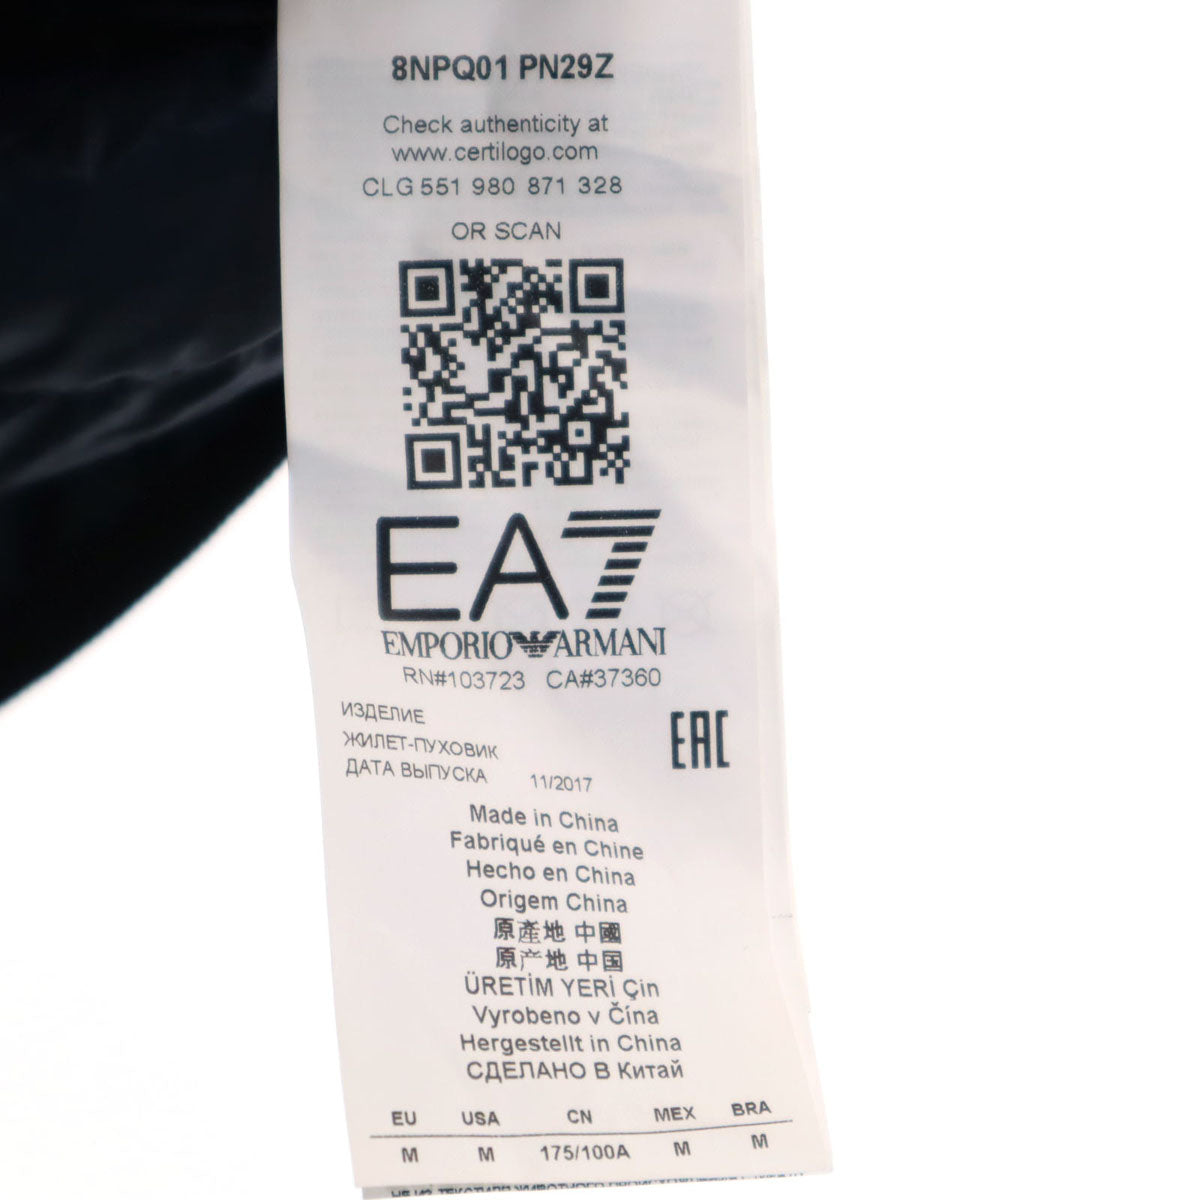 8NPQ01 PN29Z
Check authenticity at
www.certilogo.com
CLG 551 980 871 328
OR SCAN
EA7
EMPORIO ARMANI
RN#103723 CA#37360
ИЗДЕЛИЕ
ЖИЛЕТ-ПУХОВИК
ДАТА ВЫПУСКА 11/2017
EAC
Made in China
Fabriqué en Chine
Hecho en China
Origem China
原產地 中國
原产地 中国
ÜRETİM YERİ Çin
Vyrobeno v Čína
Hergestellt in China
СДЕЛАНО В Китай
EU USA CN MEX BRA
M M 175/100A M M